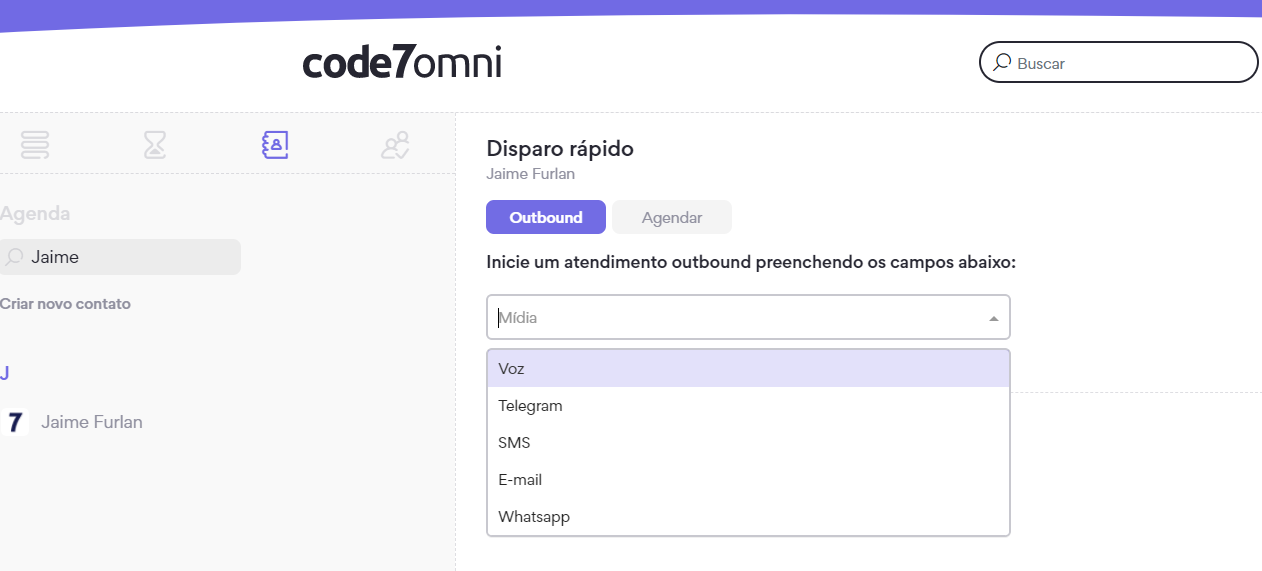 code7omni
Buscar
Agenda
Jaime
Criar novo contato
J
7 Jaime Furlan
Disparo rápido
Jaime Furlan
Outbound Agendar
Inicie um atendimento outbound preenchendo os campos abaixo:
Mídia
Voz
Telegram
SMS
E-mail
Whatsapp